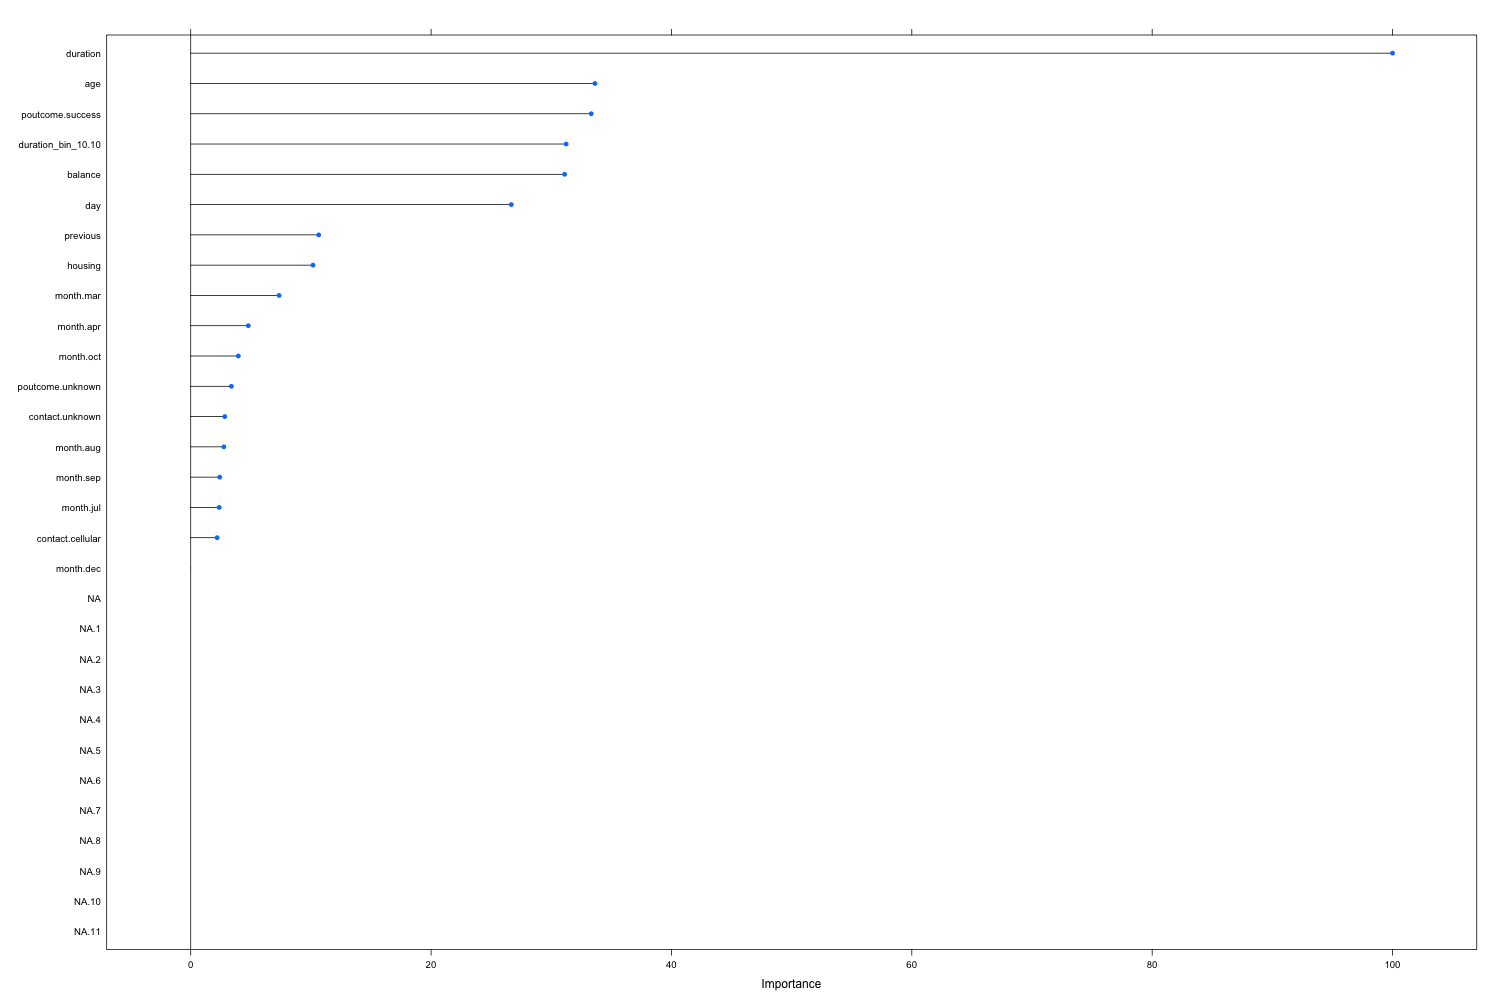 duration
age
poutcome.success
duration_bin_10.10
balance
day
previous
housing
month.mar
month.apr
month.oct
poutcome.unknown
contact.unknown
month.aug
month.sep
month.jul
contact.cellular
month.dec
NA
NA.1
NA.2
NA.3
NA.4
NA.5
NA.6
NA.7
NA.8
NA.9
NA.10
NA.11
0 20 40 60 80 100
Importance